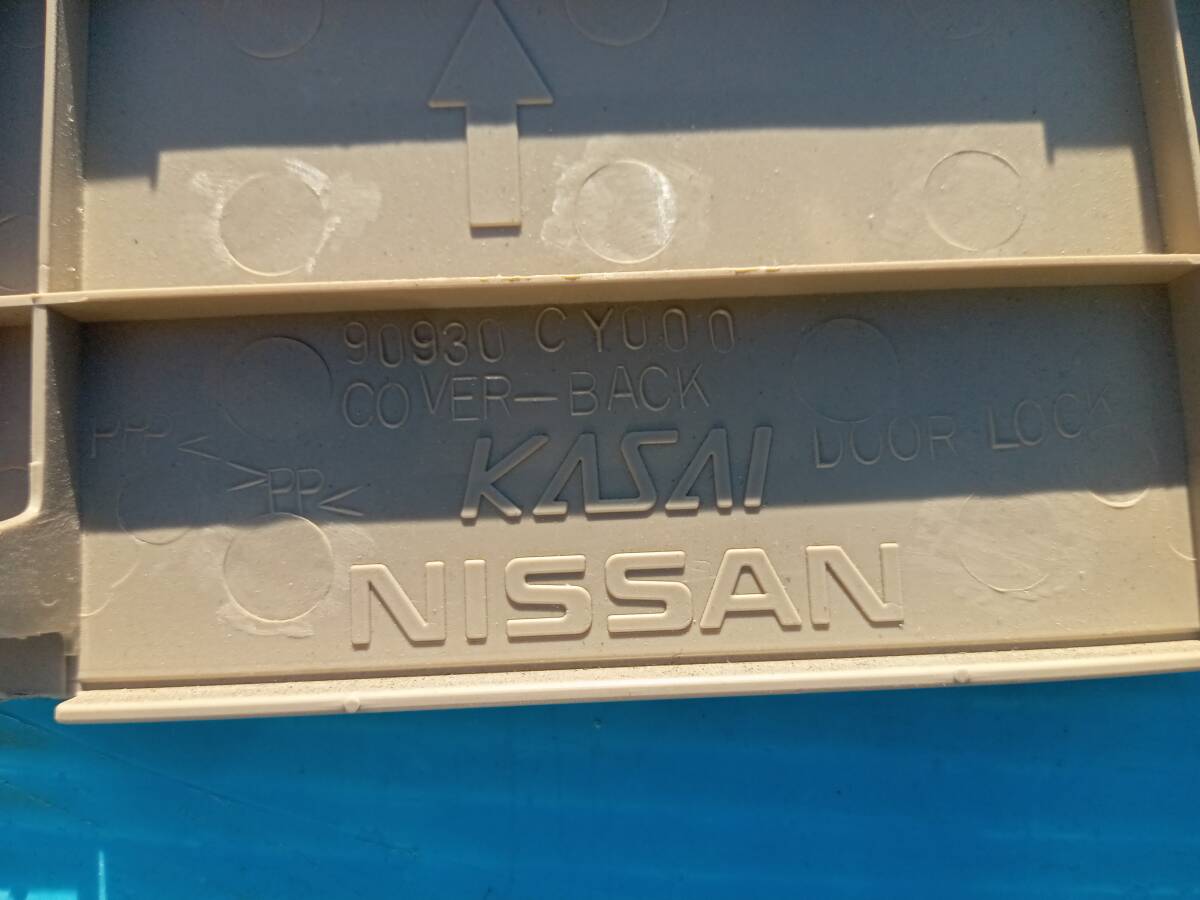 90930 CY000
COVER-BACK
PPP<
>PP<
DOOR LOCK
KASAI
NISSAN